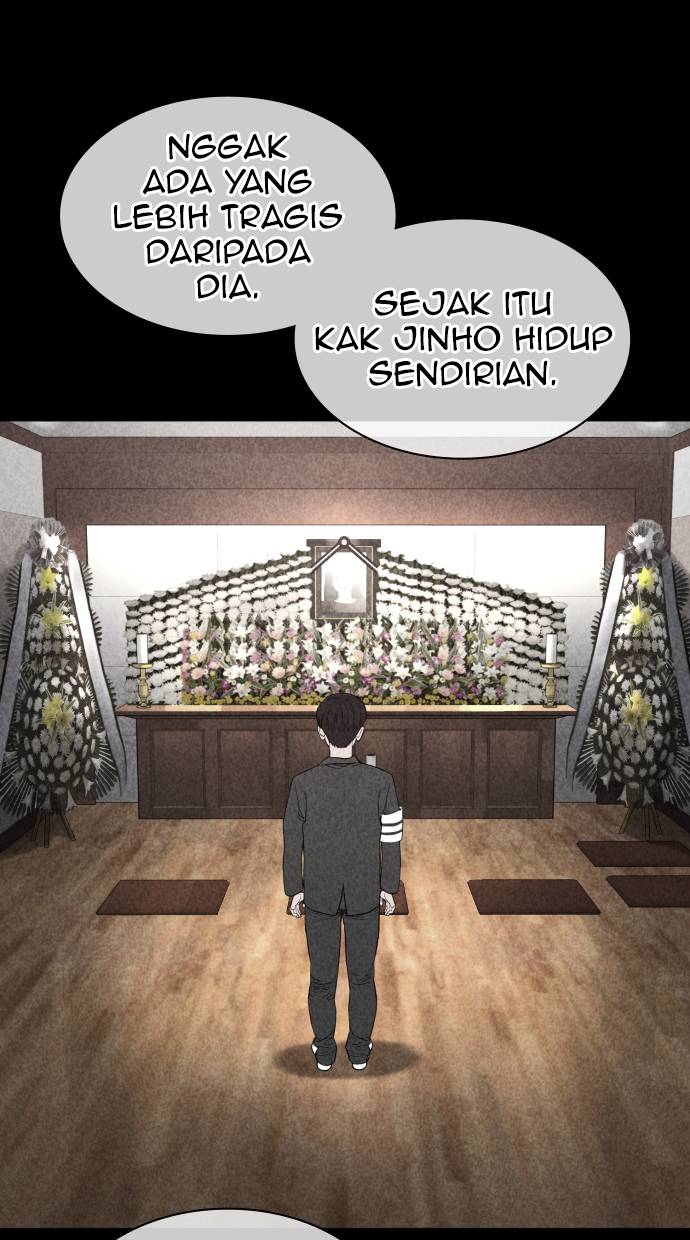 NGGAK
ADA YANG
LEBIH TRAGIS
DARIPADA
DIA.
SEJAK ITU
KAK JINHO HIDUP
SENDIRIAN.